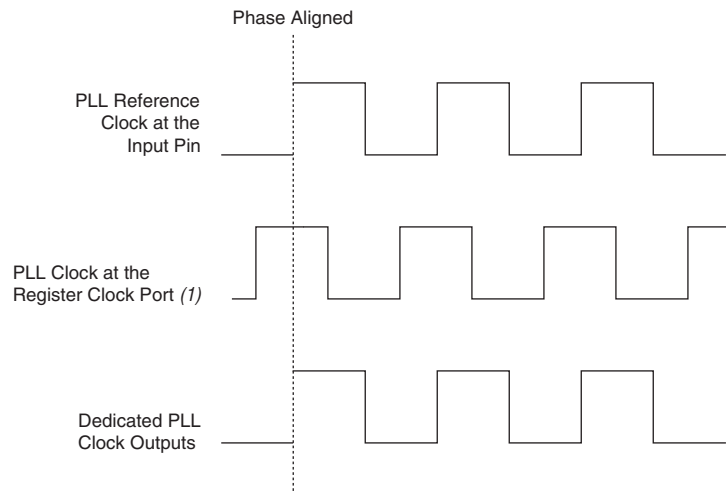 Phase Aligned
PLL Reference
Clock at the
Input Pin
PLL Clock at the
Register Clock Port (1)
Dedicated PLL
Clock Outputs